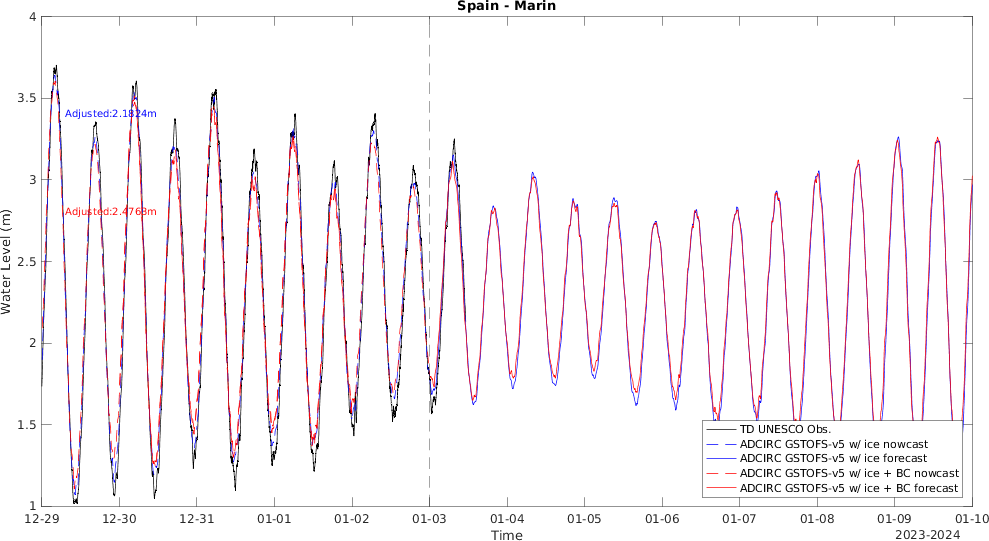 Spain - Marin
4
3.5
3
2.5
2
1.5
1
Water Level (m)
Adjusted:2.1824m
Adjusted:2.4763m
TD UNESCO Obs.
ADCIRC GSTOFS-v5 w/ ice nowcast
ADCIRC GSTOFS-v5 w/ ice forecast
ADCIRC GSTOFS-v5 w/ ice + BC nowcast
ADCIRC GSTOFS-v5 w/ ice + BC forecast
12-29 12-30 12-31 01-01 01-02 01-03 01-04 01-05 01-06 01-07 01-08 01-09 01-10
Time
2023-2024